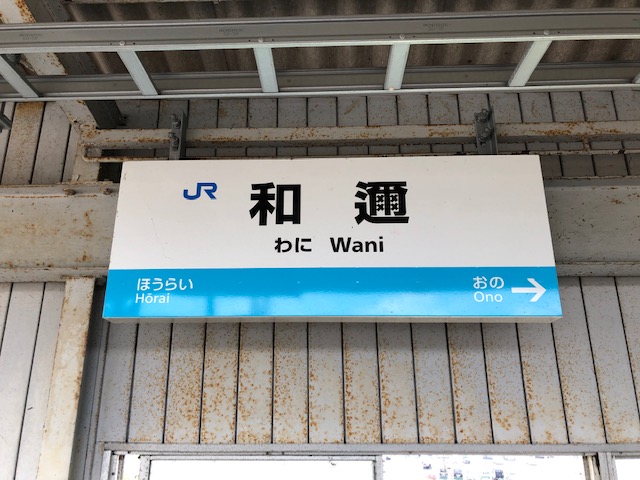 JR 和邇
わに Wani
ほうらい おの
Hōrai Ono →